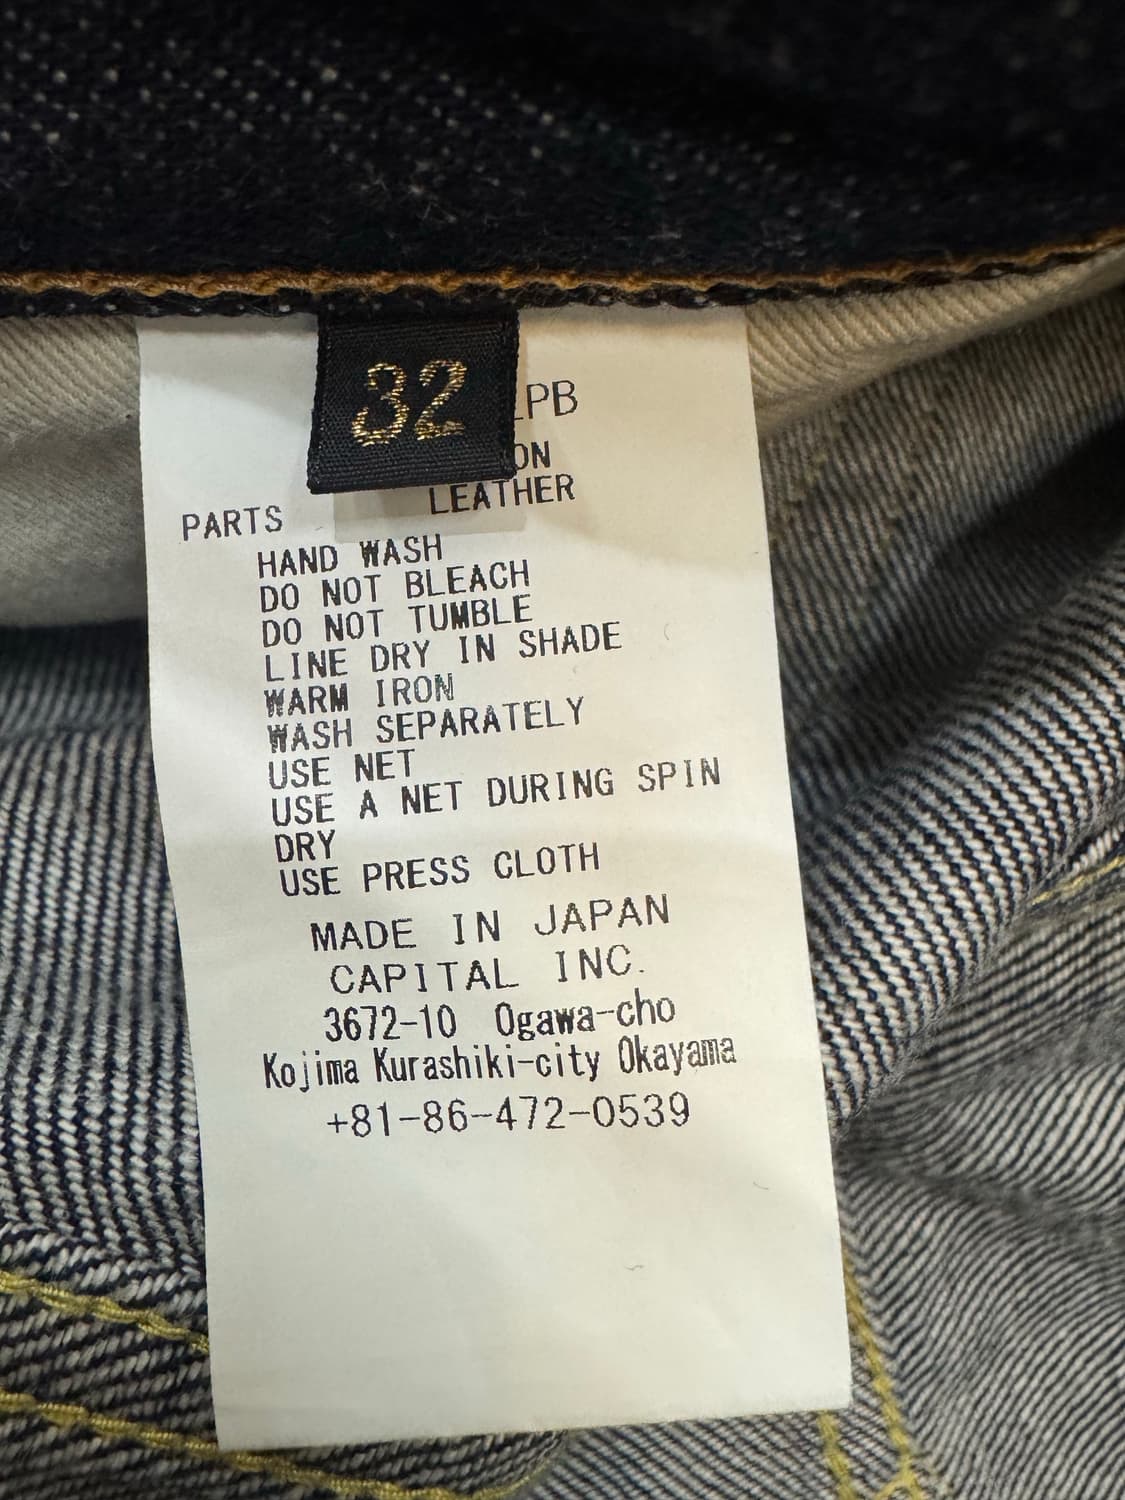 32
PB
ON
LEATHER
PARTS
HAND WASH
DO NOT BLEACH
DO NOT TUMBLE
LINE DRY IN SHADE
WARM IRON
WASH SEPARATELY
USE NET
USE A NET DURING SPIN
DRY
USE PRESS CLOTH
MADE IN JAPAN
CAPITAL INC.
3672-10 Ogawa-cho
Kojima Kurashiki-city Okayama
+81-86-472-0539